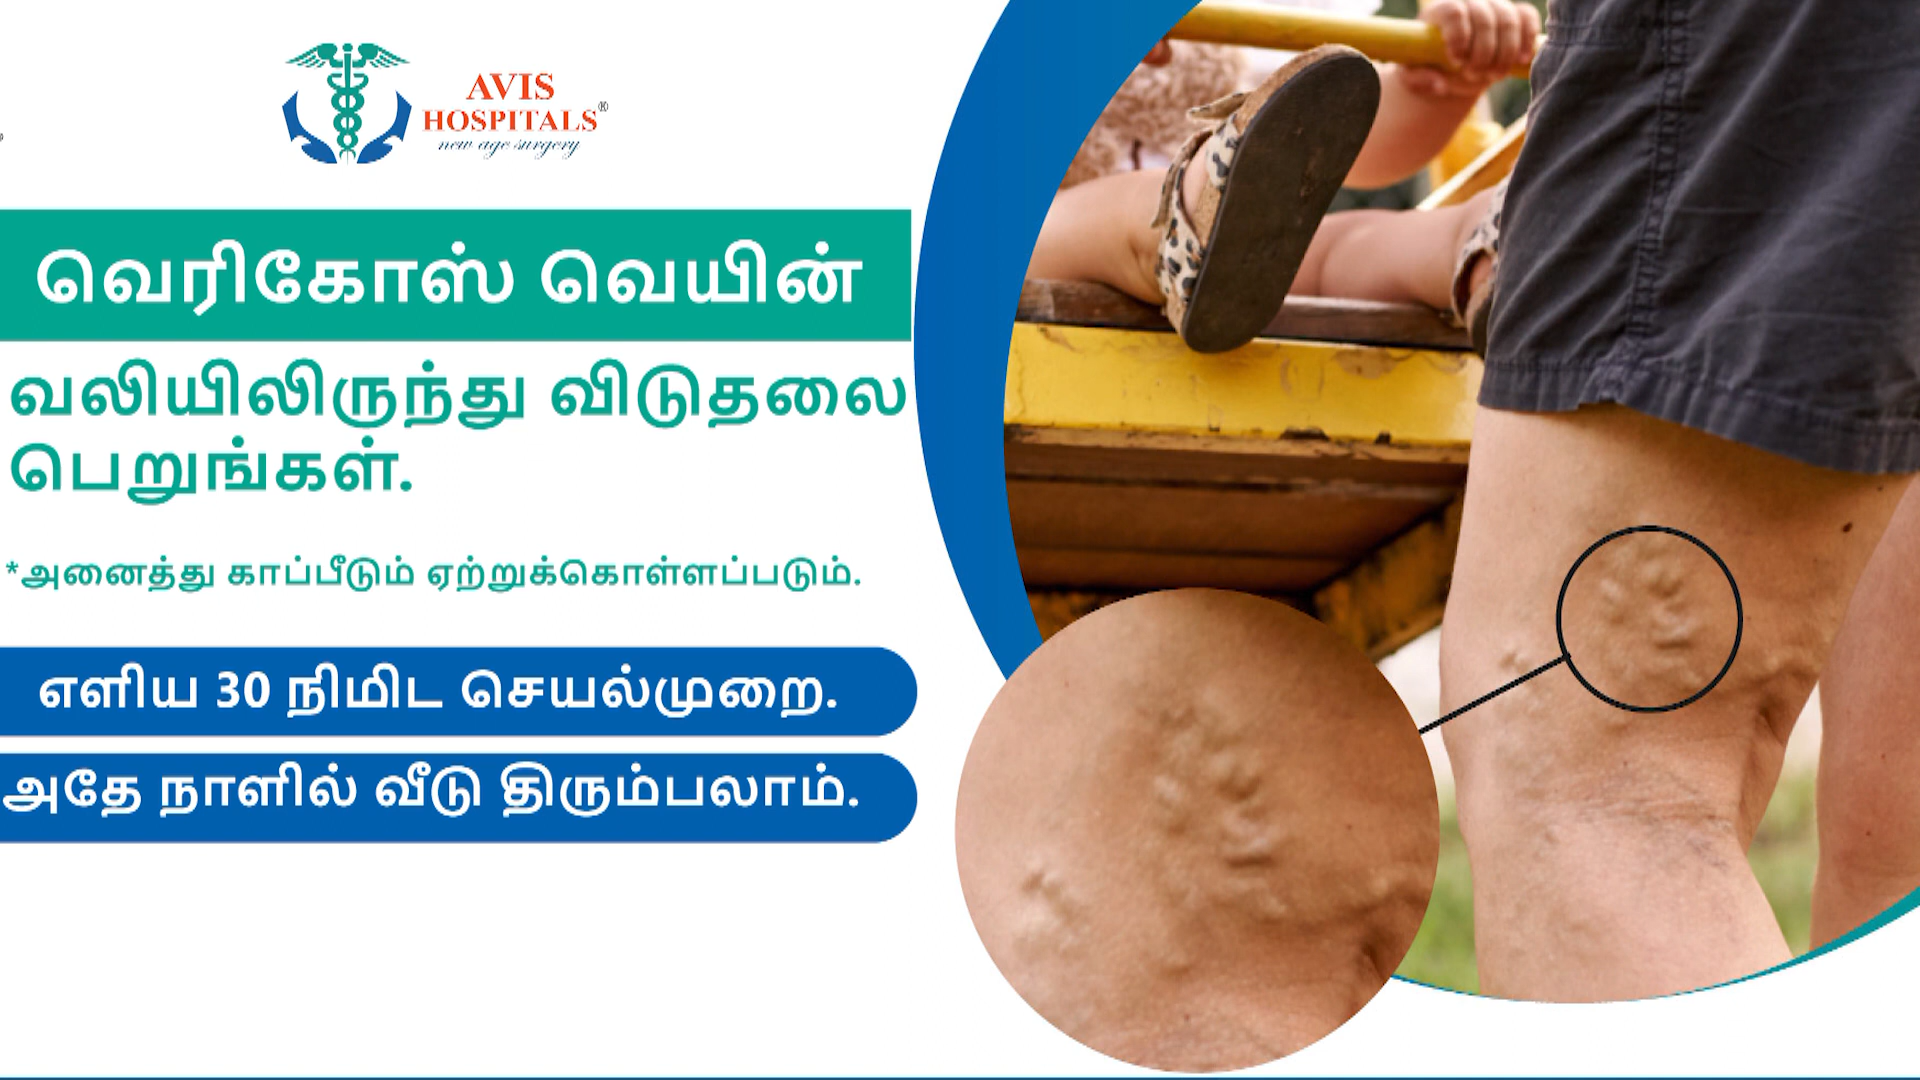 AVIS
HOSPITALS®
new age surgery
வெரிகோஸ் வெயின்
வலியிலிருந்து விடுதலை
பெறுங்கள்.
*அனைத்து காப்பீடும் ஏற்றுக்கொள்ளப்படும்.
எளிய 30 நிமிட செயல்முறை.
அதே நாளில் வீடு திரும்பலாம்.